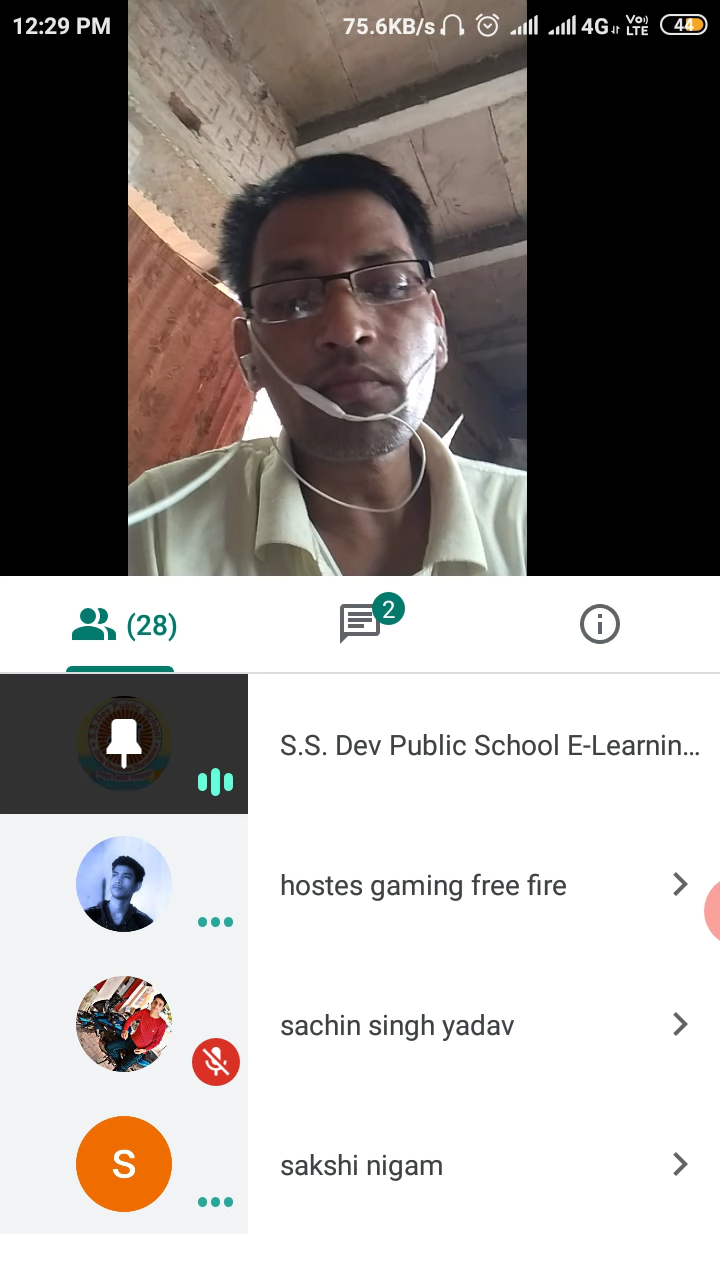 12:29 PM 75.6KB/s 4G Vo) LTE 44
(28) 2
S.S. Dev Public School E-Learnin...
hostes gaming free fire
sachin singh yadav
S
sakshi nigam